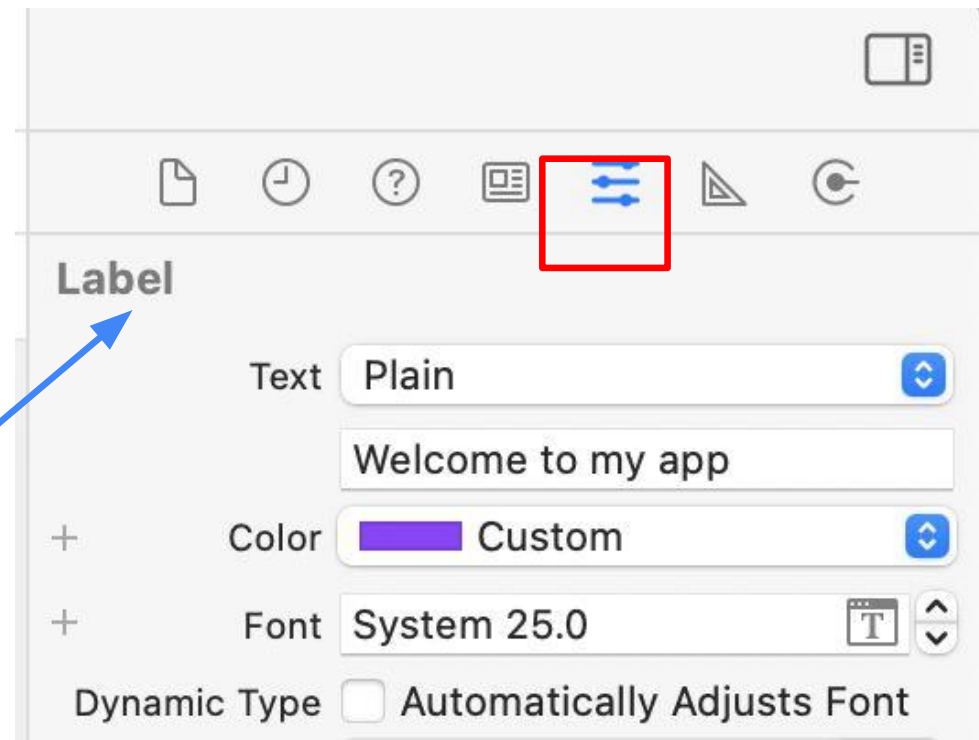 Label
Text Plain
Welcome to my app
Color Custom
Font System 25.0 T
Dynamic Type Automatically Adjusts Font